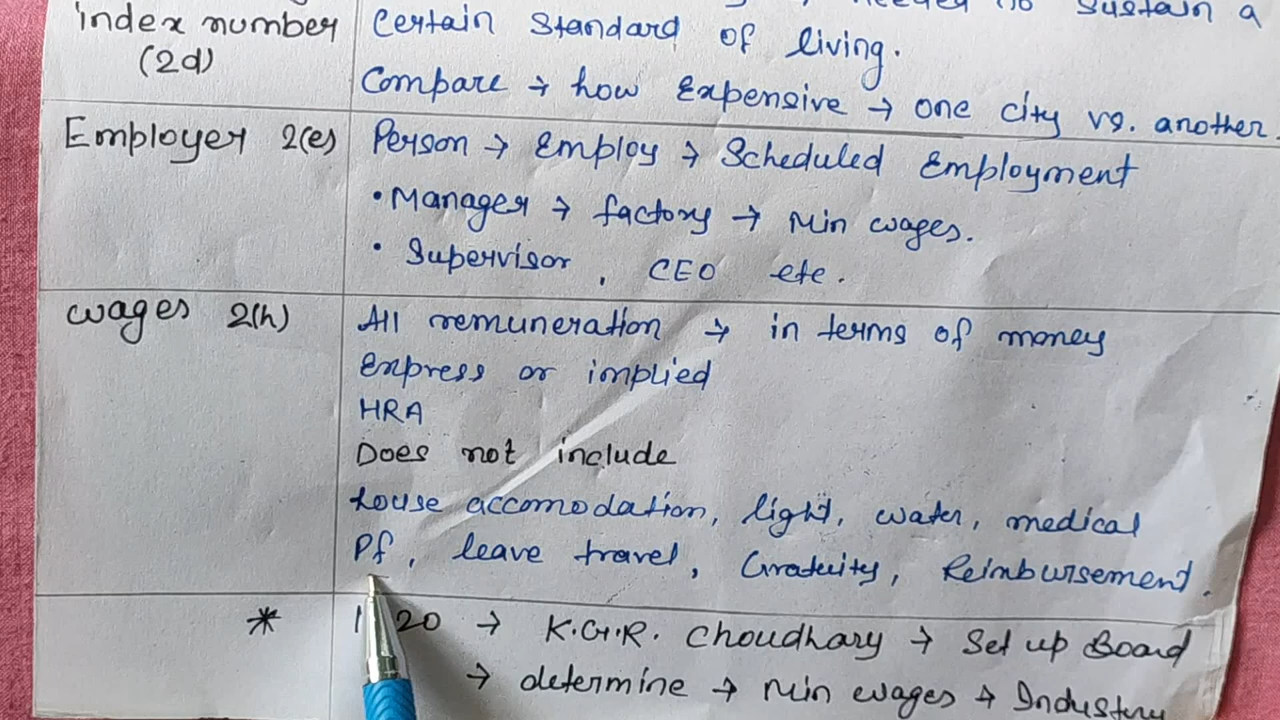 index number
(2d)
needed to sustain a
Certain standard of living.
Compare → how expensive → one city vs. another.
Employer 2(e)
Person → Employ → Scheduled Employment
• Manager → factory → Min wages.
• Supervisor, CEO etc.
wages 2(h)
All remuneration → in terms of money
Express or implied
HRA
Does not include
house accomodation, light, water, medical
Pf, leave travel, Gratuity, Reimbursement.
*
20 → K.G.R. Choudhary → Set up Board
→ determine → Min wages → Industry